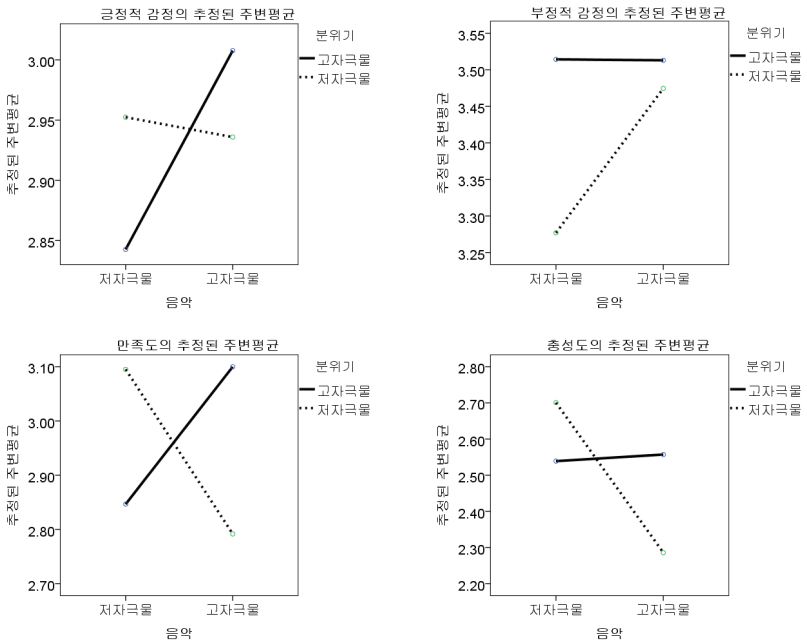 긍정적 감정의 추정된 주변평균
추정된 주변평균
3.00
2.95
2.90
2.85
저자극물
고자극물
음악
분위기
고자극물
저자극물
부정적 감정의 추정된 주변평균
추정된 주변평균
3.55
3.50
3.45
3.40
3.35
3.30
3.25
저자극물
고자극물
음악
분위기
고자극물
저자극물
만족도의 추정된 주변평균
추정된 주변평균
3.10
3.00
2.90
2.80
2.70
저자극물
고자극물
음악
분위기
고자극물
저자극물
충성도의 추정된 주변평균
추정된 주변평균
2.80
2.70
2.60
2.50
2.40
2.30
2.20
저자극물
고자극물
음악
분위기
고자극물
저자극물